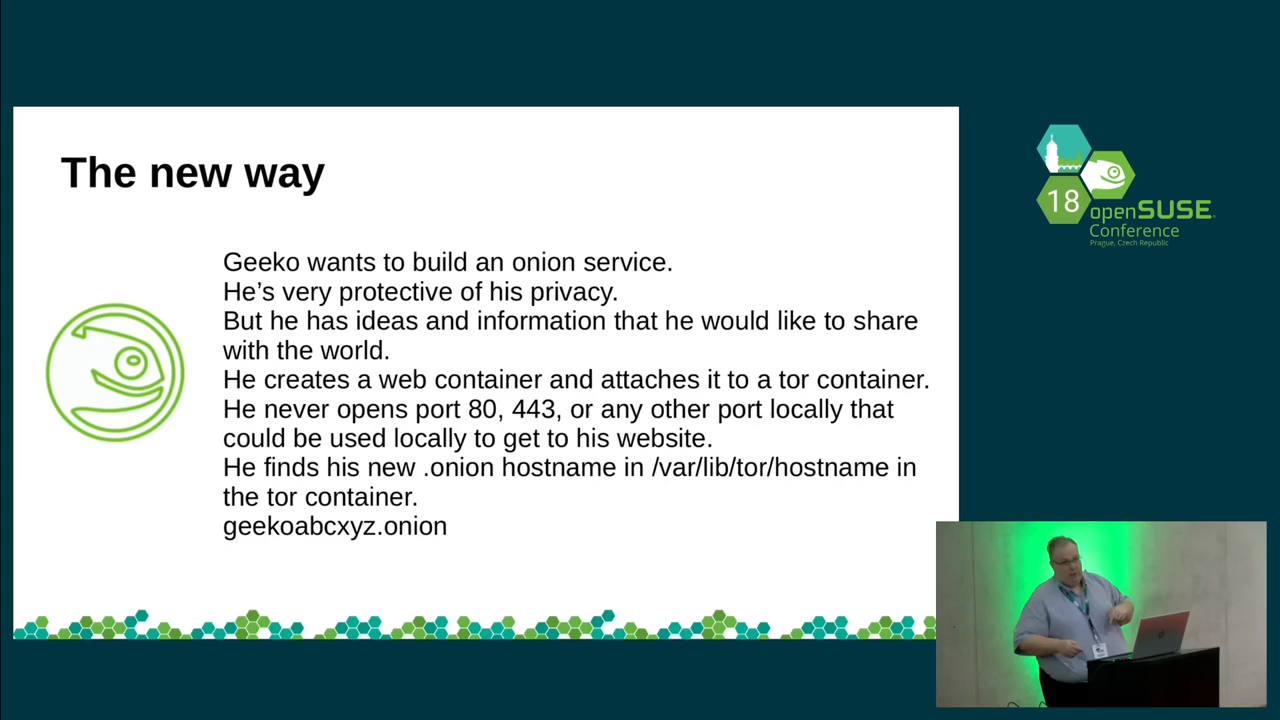 The new way
Geeko wants to build an onion service.
He’s very protective of his privacy.
But he has ideas and information that he would like to share
with the world.
He creates a web container and attaches it to a tor container.
He never opens port 80, 443, or any other port locally that
could be used locally to get to his website.
He finds his new .onion hostname in /var/lib/tor/hostname in
the tor container.
geekoabcxyz.onion
18
openSUSE
Conference
Prague, Czech Republic